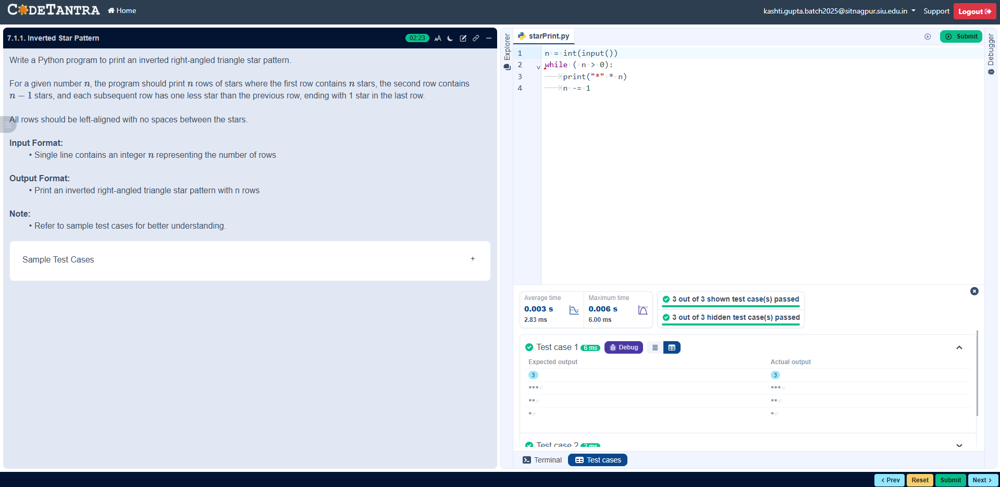 CODETANTRA Home kashti.gupta.batch2025@sitnagpur.siu.edu.in Support Logout
7.1.1. Inverted Star Pattern 02:23
Write a Python program to print an inverted right-angled triangle star pattern.
For a given number n, the program should print n rows of stars where the first row contains n stars, the second row contains
n − 1 stars, and each subsequent row has one less star than the previous row, ending with 1 star in the last row.
All rows should be left-aligned with no spaces between the stars.
Input Format:
• Single line contains an integer n representing the number of rows
Output Format:
• Print an inverted right-angled triangle star pattern with n rows
Note:
• Refer to sample test cases for better understanding.
Sample Test Cases +
Explorer
starPrint.py Submit
Debugger
1 n = int(input())
2 while ( n > 0):
3 print("*" * n)
4 n -= 1
Average time
0.003 s
2.83 ms
Maximum time
0.006 s
6.00 ms
3 out of 3 shown test case(s) passed
3 out of 3 hidden test case(s) passed
Test case 1 6 ms Debug
Expected output Actual output
3 3
*** ***
** **
* *
Test case 2 2 ms
Terminal Test cases
< Prev Reset Submit Next >